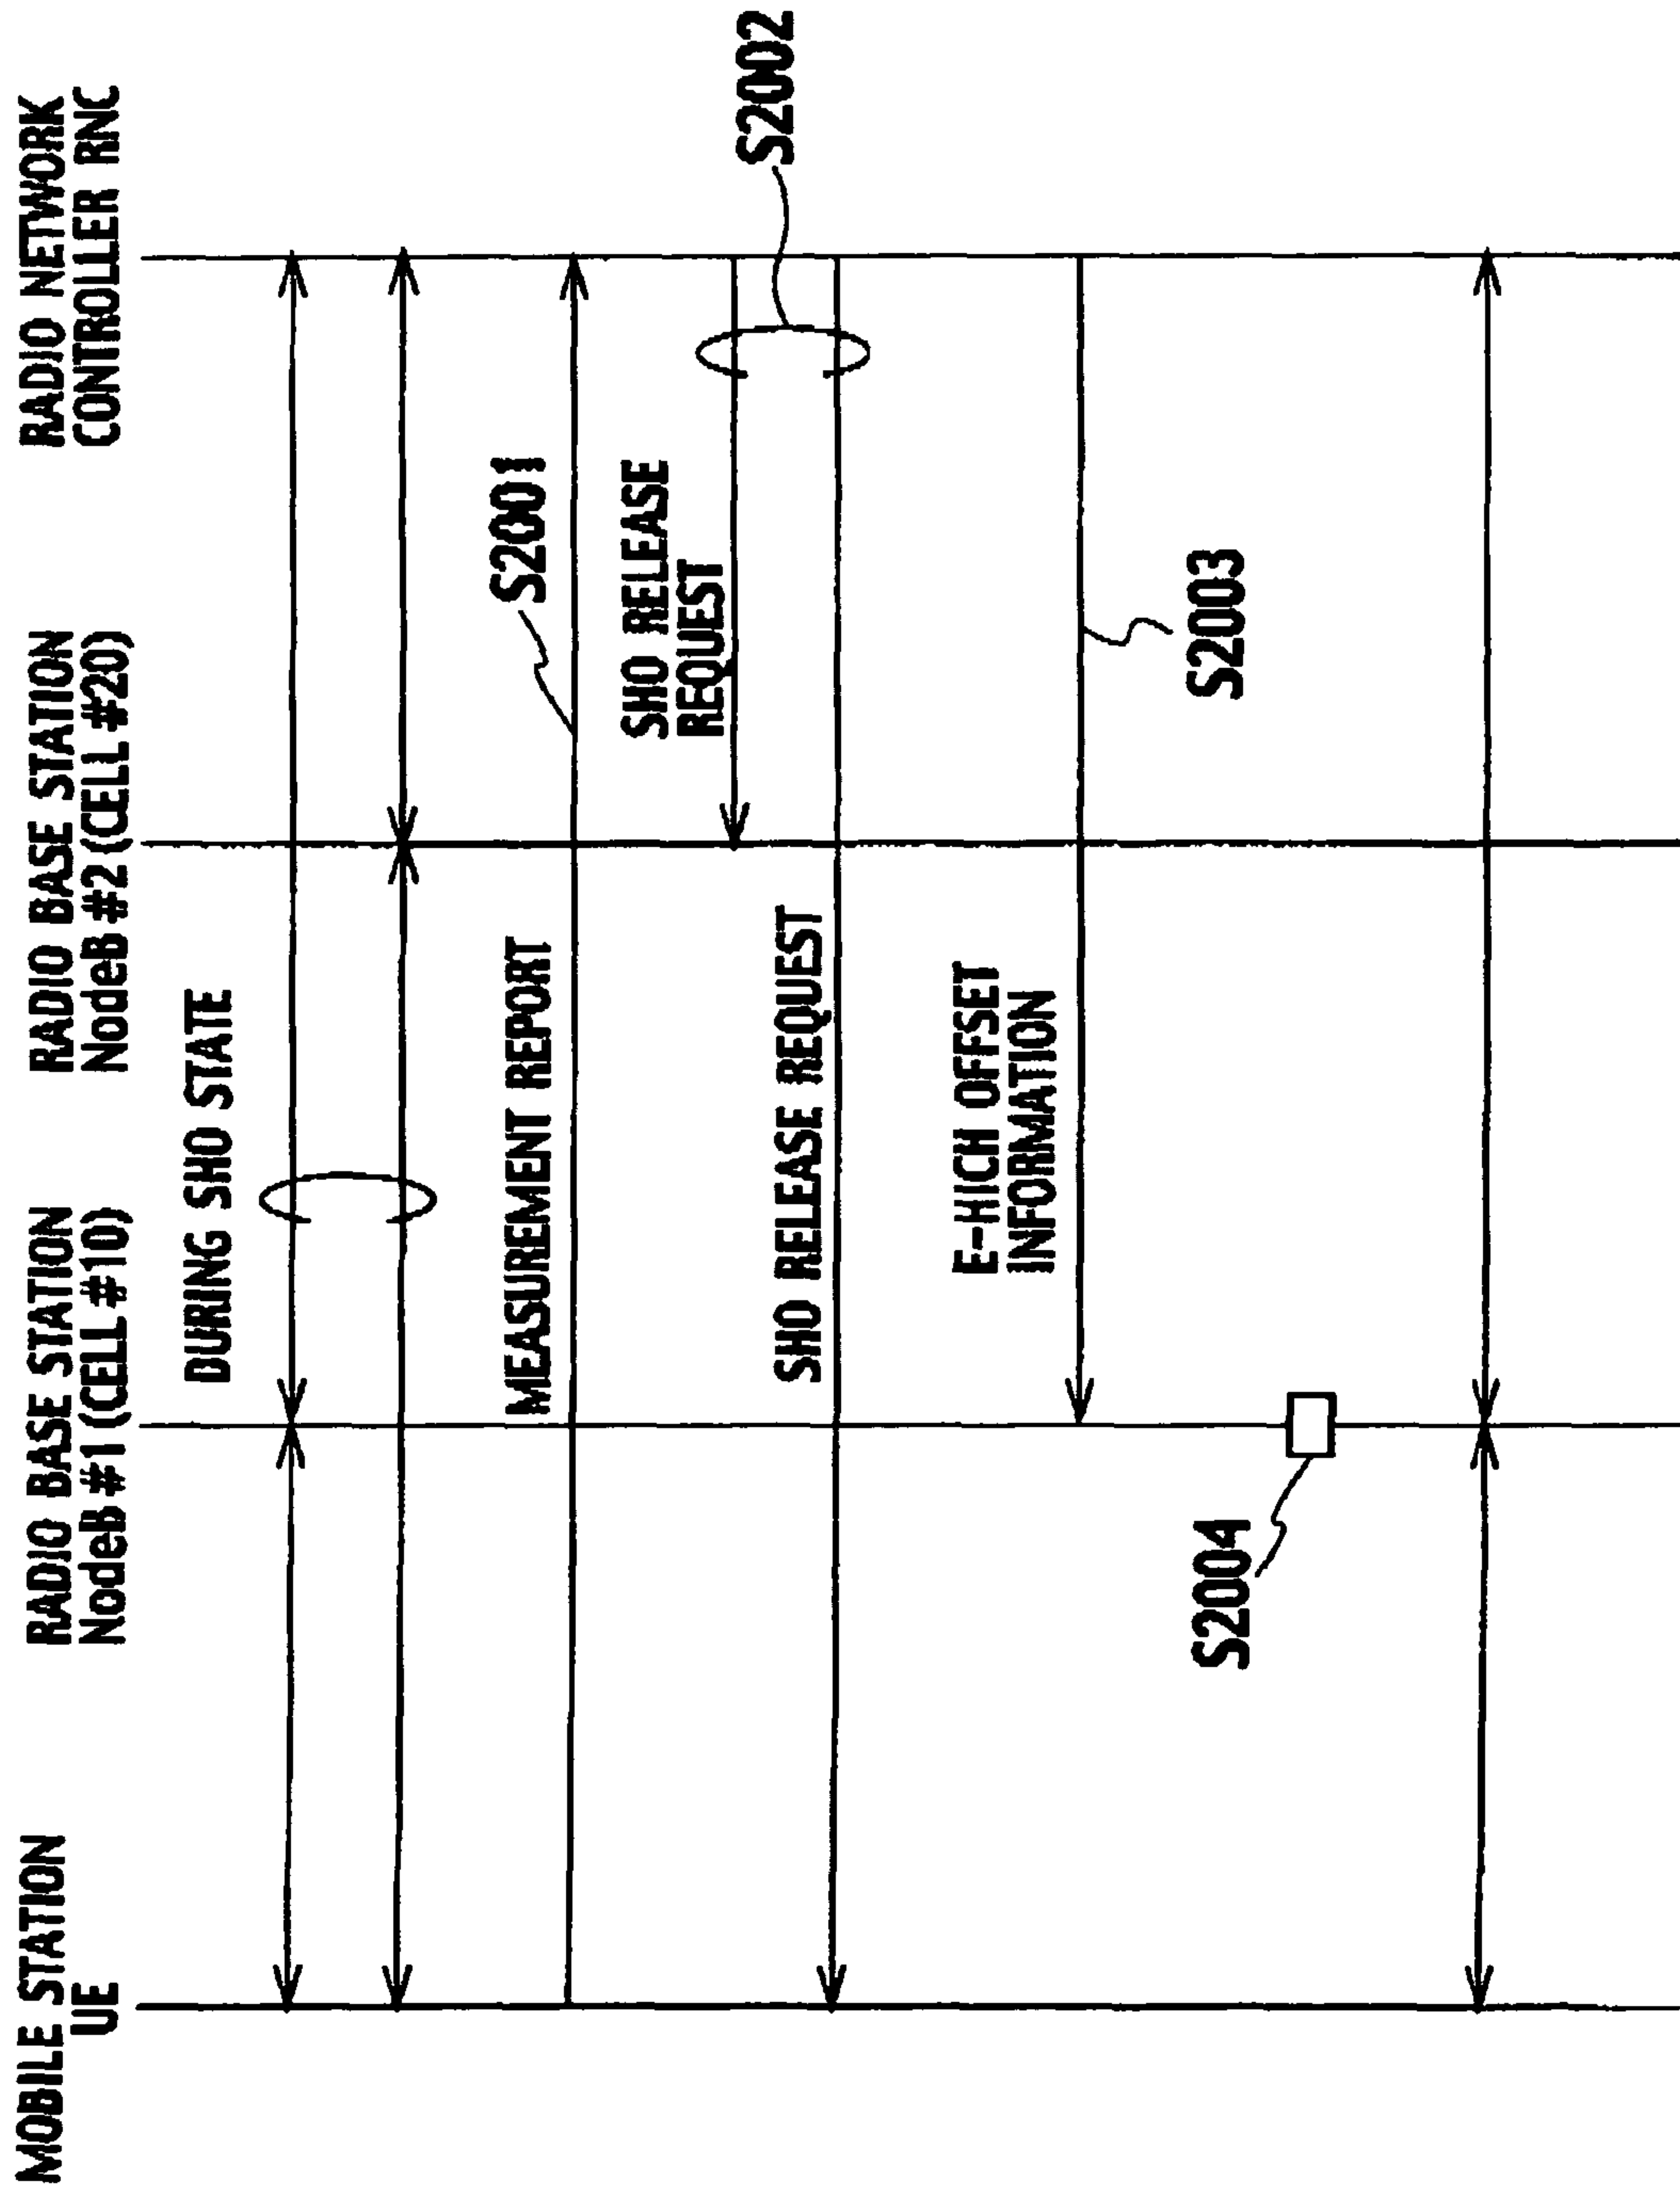 MOBILE STATION
UE
RADIO BASE STATION
NodeB #1 (CELL #10)
RADIO BASE STATION
NodeB #2 (CELL #20)
RADIO NETWORK
CONTROLLER RNC
DURING SHO STATE
MEASUREMENT REPORT
S2001
SHO RELEASE
REQUEST
S2002
SHO RELEASE REQUEST
E-HICH OFFSET
INFORMATION
S2003
S2004